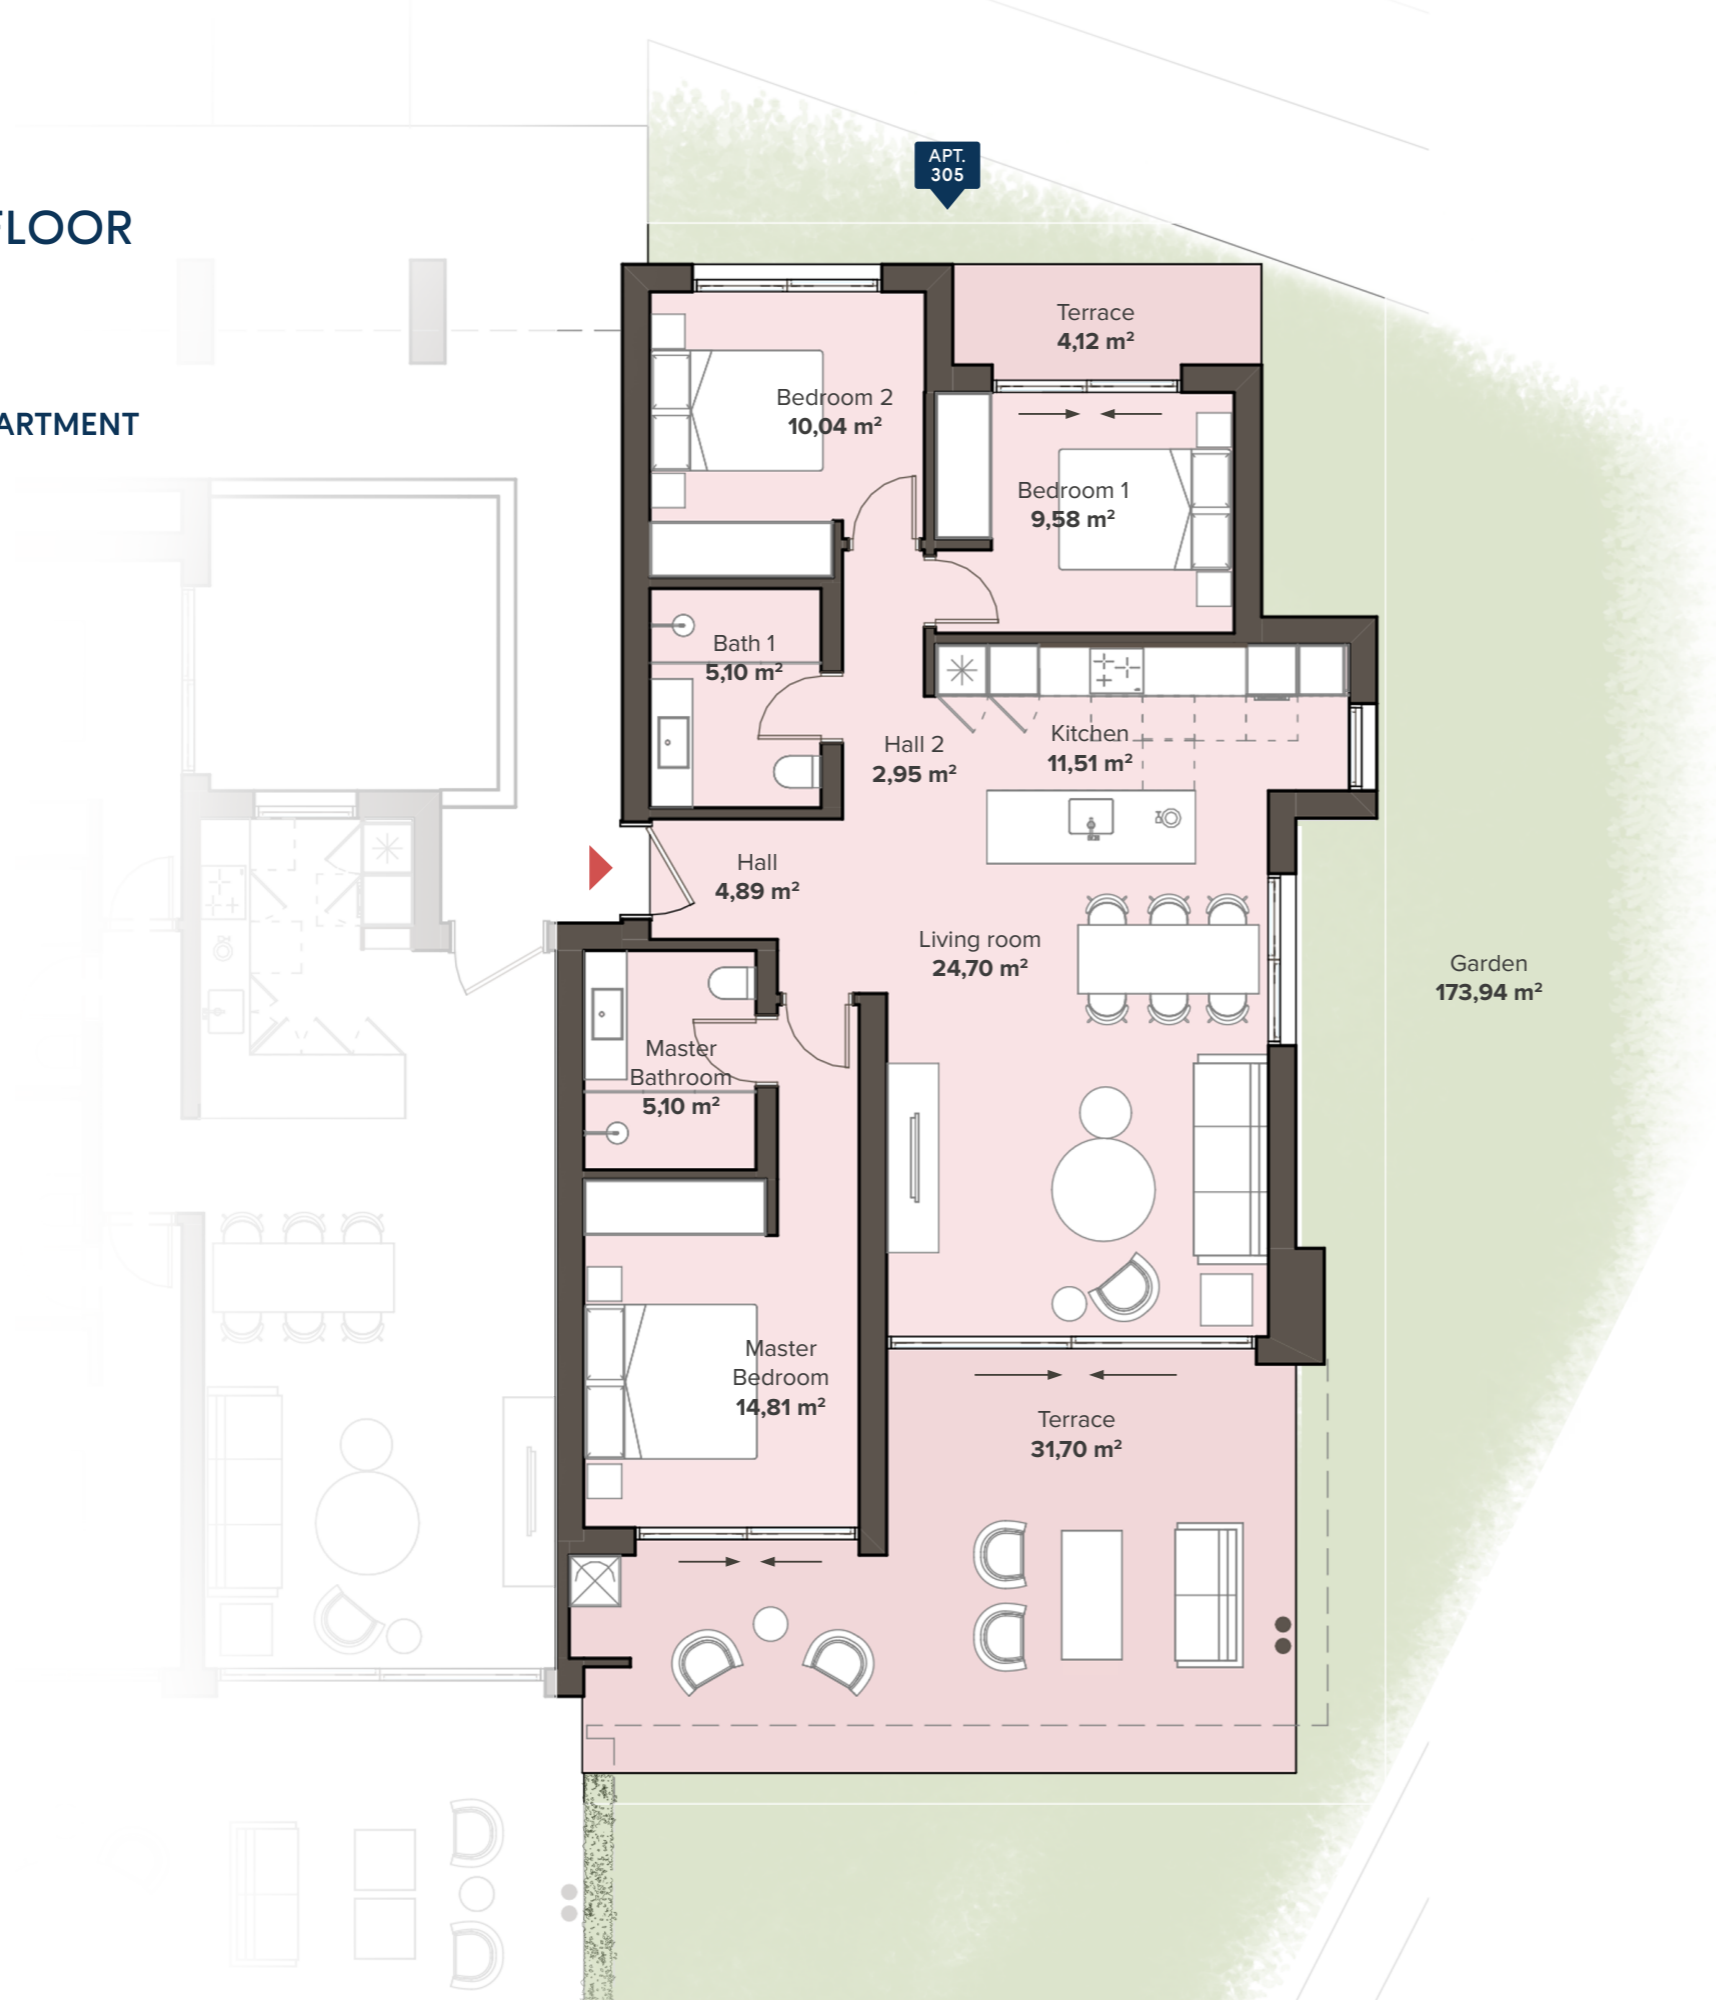 APT.
305
FLOOR
Terrace
4,12 m²
Bedroom 2
10,04 m²
ARTMENT
Bedroom 1
9,58 m²
Bath 1
5,10 m²
Kitchen
11,51 m²
Hall 2
2,95 m²
Hall
4,89 m²
Living room
24,70 m²
Garden
173,94 m²
Master
Bathroom
5,10 m²
Master
Bedroom
14,81 m²
Terrace
31,70 m²